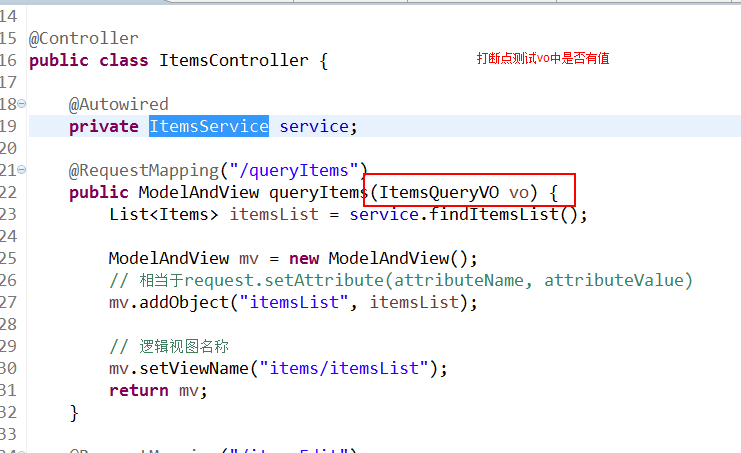 14
15 @Controller
16 public class ItemsController {
打断点测试vo中是否有值
17
18 @Autowired
19 private ItemsService service;
20
21 @RequestMapping("/queryItems")
22 public ModelAndView queryItems(ItemsQueryVO vo) {
23 List<Items> itemsList = service.findItemsList();
24
25 ModelAndView mv = new ModelAndView();
26 // 相当于request.setAttribute(attributeName, attributeValue)
27 mv.addObject("itemsList", itemsList);
28
29 // 逻辑视图名称
30 mv.setViewName("items/itemsList");
31 return mv;
32 }
33